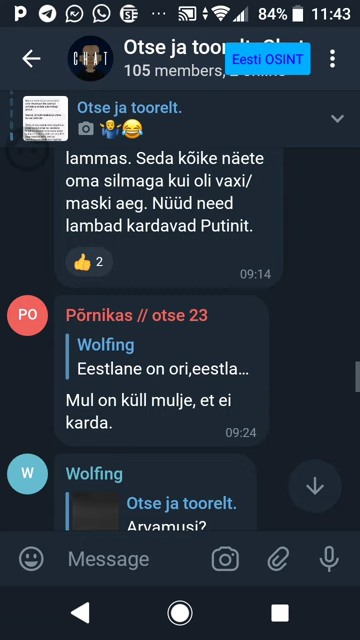 84% 11:43
Otse ja toorelt Chat
Eesti OSINT
105 members, 2 online
CHAT
Otse ja toorelt.
lammas. Seda kõike näete
oma silmaga kui oli vaxi/
maski aeg. Nüüd need
lambad kardavad Putinit.
2
09:14
PO
Põrnikas // otse 23
Wolfing
Eestlane on ori,eestla...
Mul on küll mulje, et ei
karda.
09:24
W
Wolfing
Otse ja toorelt.
Arvamusi?
Message